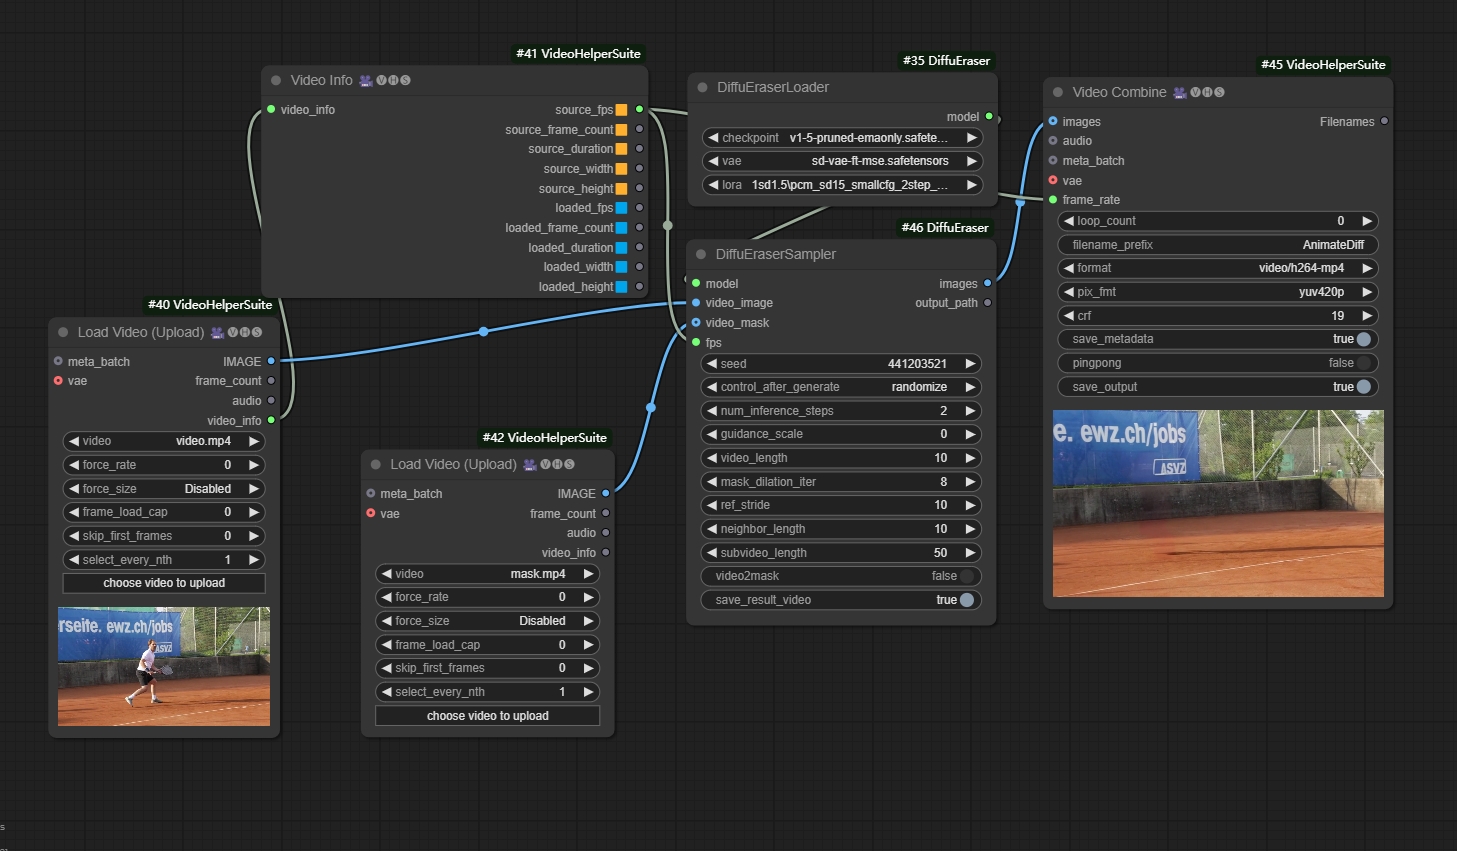 #41 VideoHelperSuite
Video Info VHS
video_info
source_fps
source_frame_count
source_duration
source_width
source_height
loaded_fps
loaded_frame_count
loaded_duration
loaded_width
loaded_height
#35 DiffuEraser
DiffuEraserLoader
model
checkpoint v1-5-pruned-emaonly.safete...
vae sd-vae-ft-mse.safetensors
lora 1sd1.5\pcm_sd15_smallcfg_2step_...
#45 VideoHelperSuite
Video Combine VHS
images Filenames
audio
meta_batch
vae
frame_rate
loop_count 0
filename_prefix AnimateDiff
format video/h264-mp4
pix_fmt yuv420p
crf 19
save_metadata true
pingpong false
save_output true
e. ewz.ch/jobs
ASVZ
#40 VideoHelperSuite
Load Video (Upload) VHS
meta_batch IMAGE
vae frame_count
audio
video_info
video video.mp4
force_rate 0
force_size Disabled
frame_load_cap 0
skip_first_frames 0
select_every_nth 1
choose video to upload
rseite. ewz.ch/jobs
ASVZ
#42 VideoHelperSuite
Load Video (Upload) VHS
meta_batch IMAGE
vae frame_count
audio
video_info
video mask.mp4
force_rate 0
force_size Disabled
frame_load_cap 0
skip_first_frames 0
select_every_nth 1
choose video to upload
#46 DiffuEraser
DiffuEraserSampler
model images
video_image output_path
video_mask
fps
seed 441203521
control_after_generate randomize
num_inference_steps 2
guidance_scale 0
video_length 10
mask_dilation_iter 8
ref_stride 10
neighbor_length 10
subvideo_length 50
video2mask false
save_result_video true
s